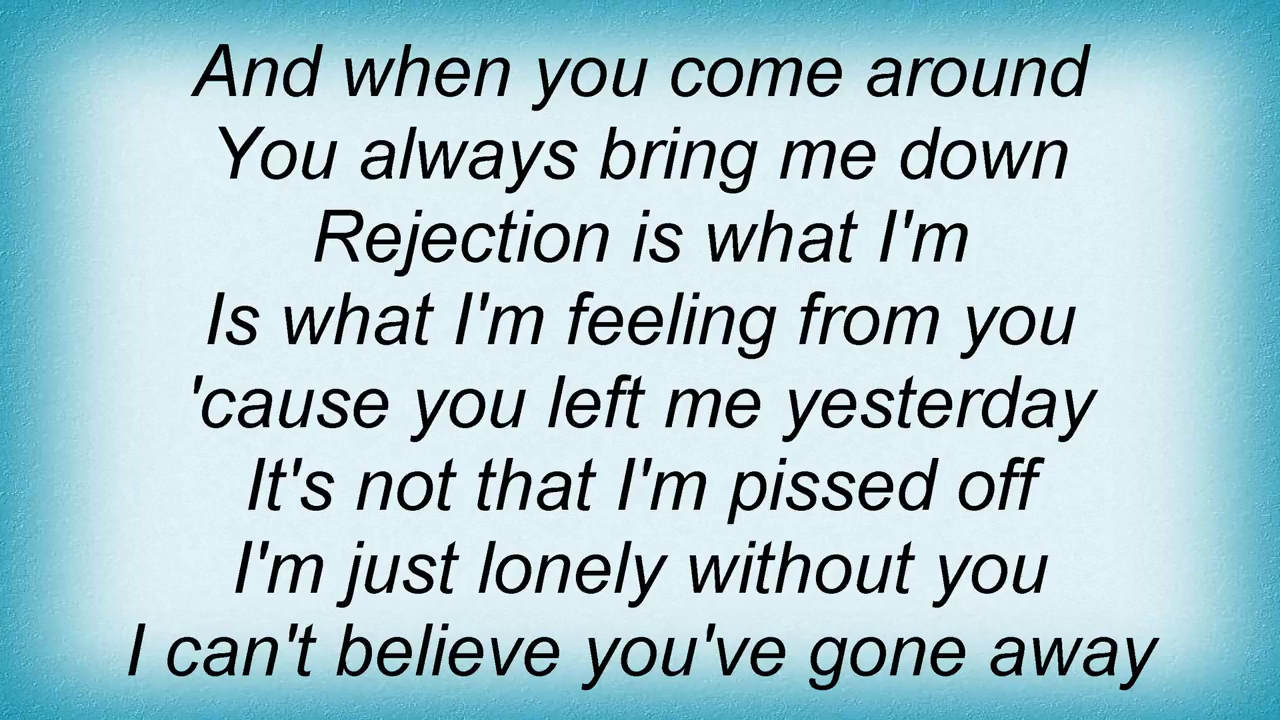 And when you come around
You always bring me down
Rejection is what I'm
Is what I'm feeling from you
'cause you left me yesterday
It's not that I'm pissed off
I'm just lonely without you
I can't believe you've gone away